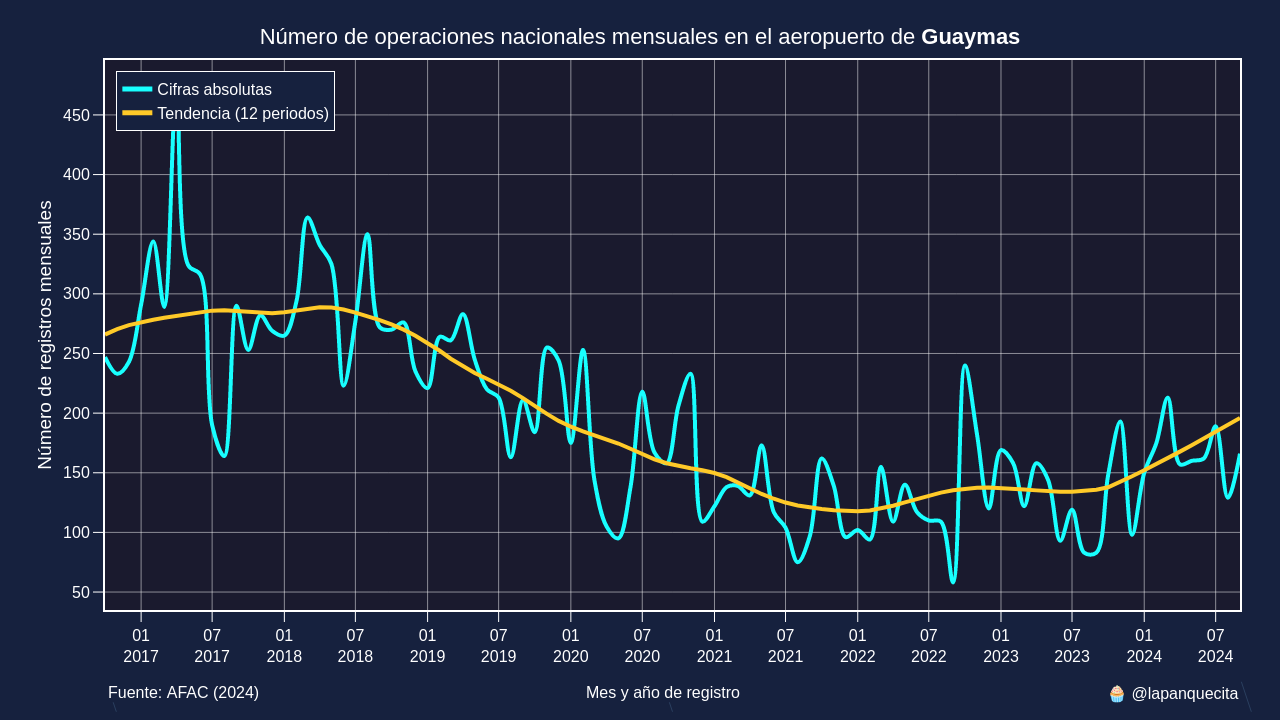 Número de operaciones nacionales mensuales en el aeropuerto de Guaymas
Cifras absolutas
Tendencia (12 periodos)
Número de registros mensuales
450
400
350
300
250
200
150
100
50
01 07 01 07 01 07 01 07 01 07 01 07 01 07 01 07
2017 2017 2018 2018 2019 2019 2020 2020 2021 2021 2022 2022 2023 2023 2024 2024
Fuente: AFAC (2024) Mes y año de registro 🧁 @lapanquecita